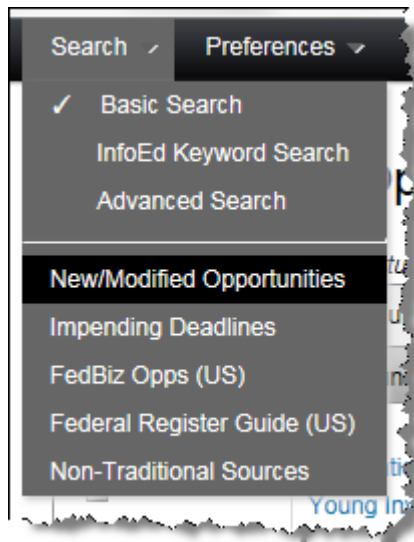 Search Preferences
✓ Basic Search
InfoEd Keyword Search
Advanced Search
New/Modified Opportunities
Impending Deadlines
FedBiz Opps (US)
Federal Register Guide (US)
Non-Traditional Sources
Young